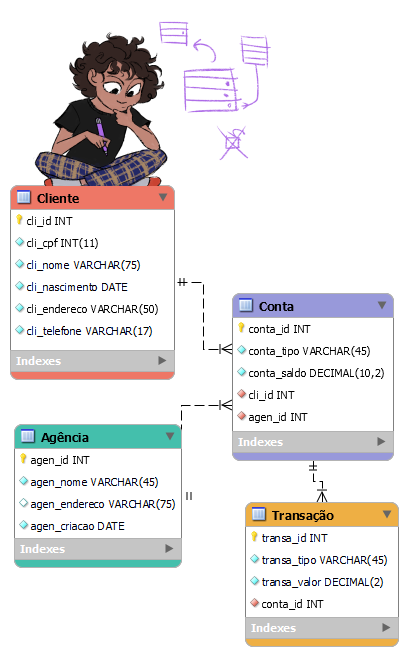 Cliente
cli_id INT
cli_cpf INT(11)
cli_nome VARCHAR(75)
cli_nascimento DATE
cli_endereco VARCHAR(50)
cli_telefone VARCHAR(17)
Indexes
Conta
conta_id INT
conta_tipo VARCHAR(45)
conta_saldo DECIMAL(10,2)
cli_id INT
agen_id INT
Indexes
Agência
agen_id INT
agen_nome VARCHAR(45)
agen_endereco VARCHAR(75)
agen_criacao DATE
Indexes
Transação
transa_id INT
transa_tipo VARCHAR(45)
transa_valor DECIMAL(2)
conta_id INT
Indexes